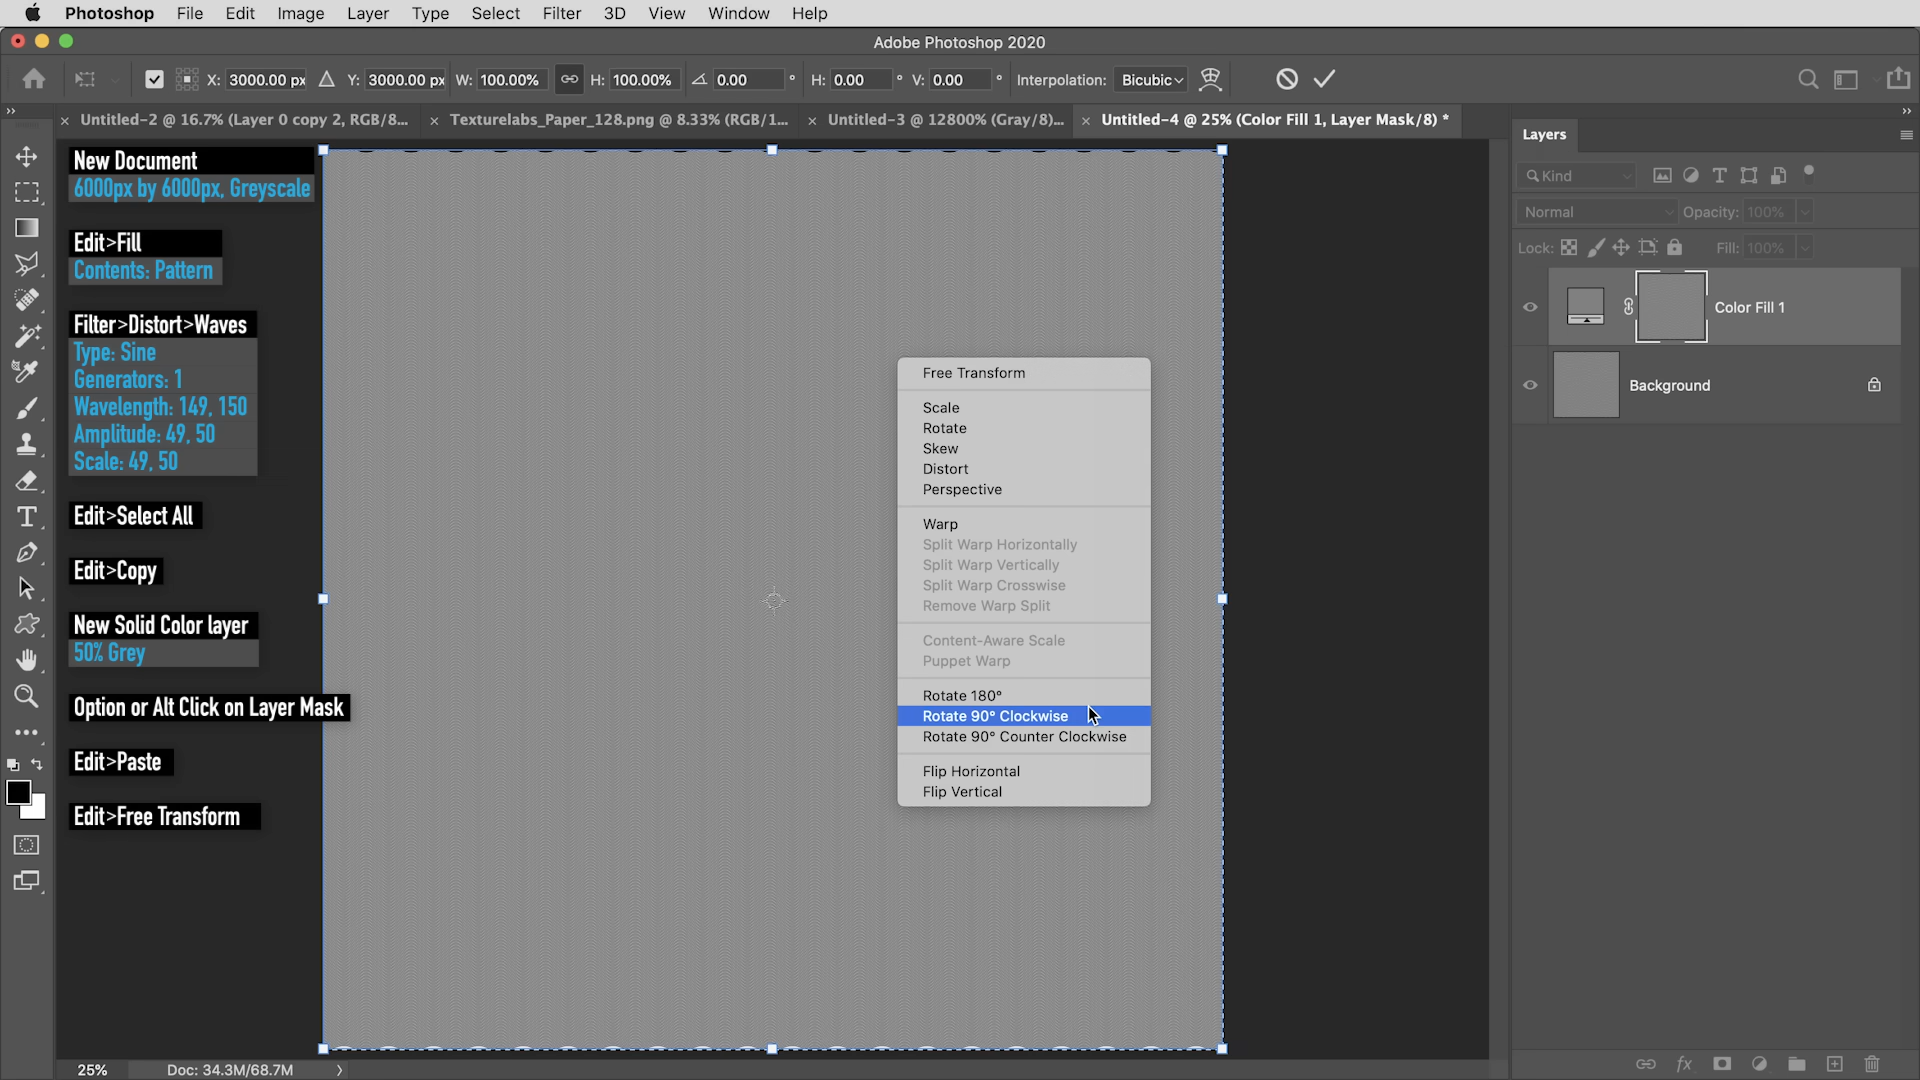 Photoshop File Edit Image Layer Type Select Filter 3D View Window Help
Adobe Photoshop 2020
X: 3000.00 px Y: 3000.00 px W: 100.00% H: 100.00% 0.00 ° H: 0.00 ° V: 0.00 ° Interpolation: Bicubic
Untitled-2 @ 16.7% (Layer 0 copy 2, RGB/8... Texturelabs_Paper_128.png @ 8.33% (RGB/1... Untitled-3 @ 12800% (Gray/8)... Untitled-4 @ 25% (Color Fill 1, Layer Mask/8) *
New Document
6000px by 6000px, Greyscale
Edit>Fill
Contents: Pattern
Filter>Distort>Waves
Type: Sine
Generators: 1
Wavelength: 149, 150
Amplitude: 49, 50
Scale: 49, 50
Edit>Select All
Edit>Copy
New Solid Color layer
50% Grey
Option or Alt Click on Layer Mask
Edit>Paste
Edit>Free Transform
Free Transform
Scale
Rotate
Skew
Distort
Perspective
Warp
Split Warp Horizontally
Split Warp Vertically
Split Warp Crosswise
Remove Warp Split
Content-Aware Scale
Puppet Warp
Rotate 180°
Rotate 90° Clockwise
Rotate 90° Counter Clockwise
Flip Horizontal
Flip Vertical
Layers
Kind
Normal Opacity: 100%
Lock: Fill: 100%
Color Fill 1
Background
25% Doc: 34.3M/68.7M